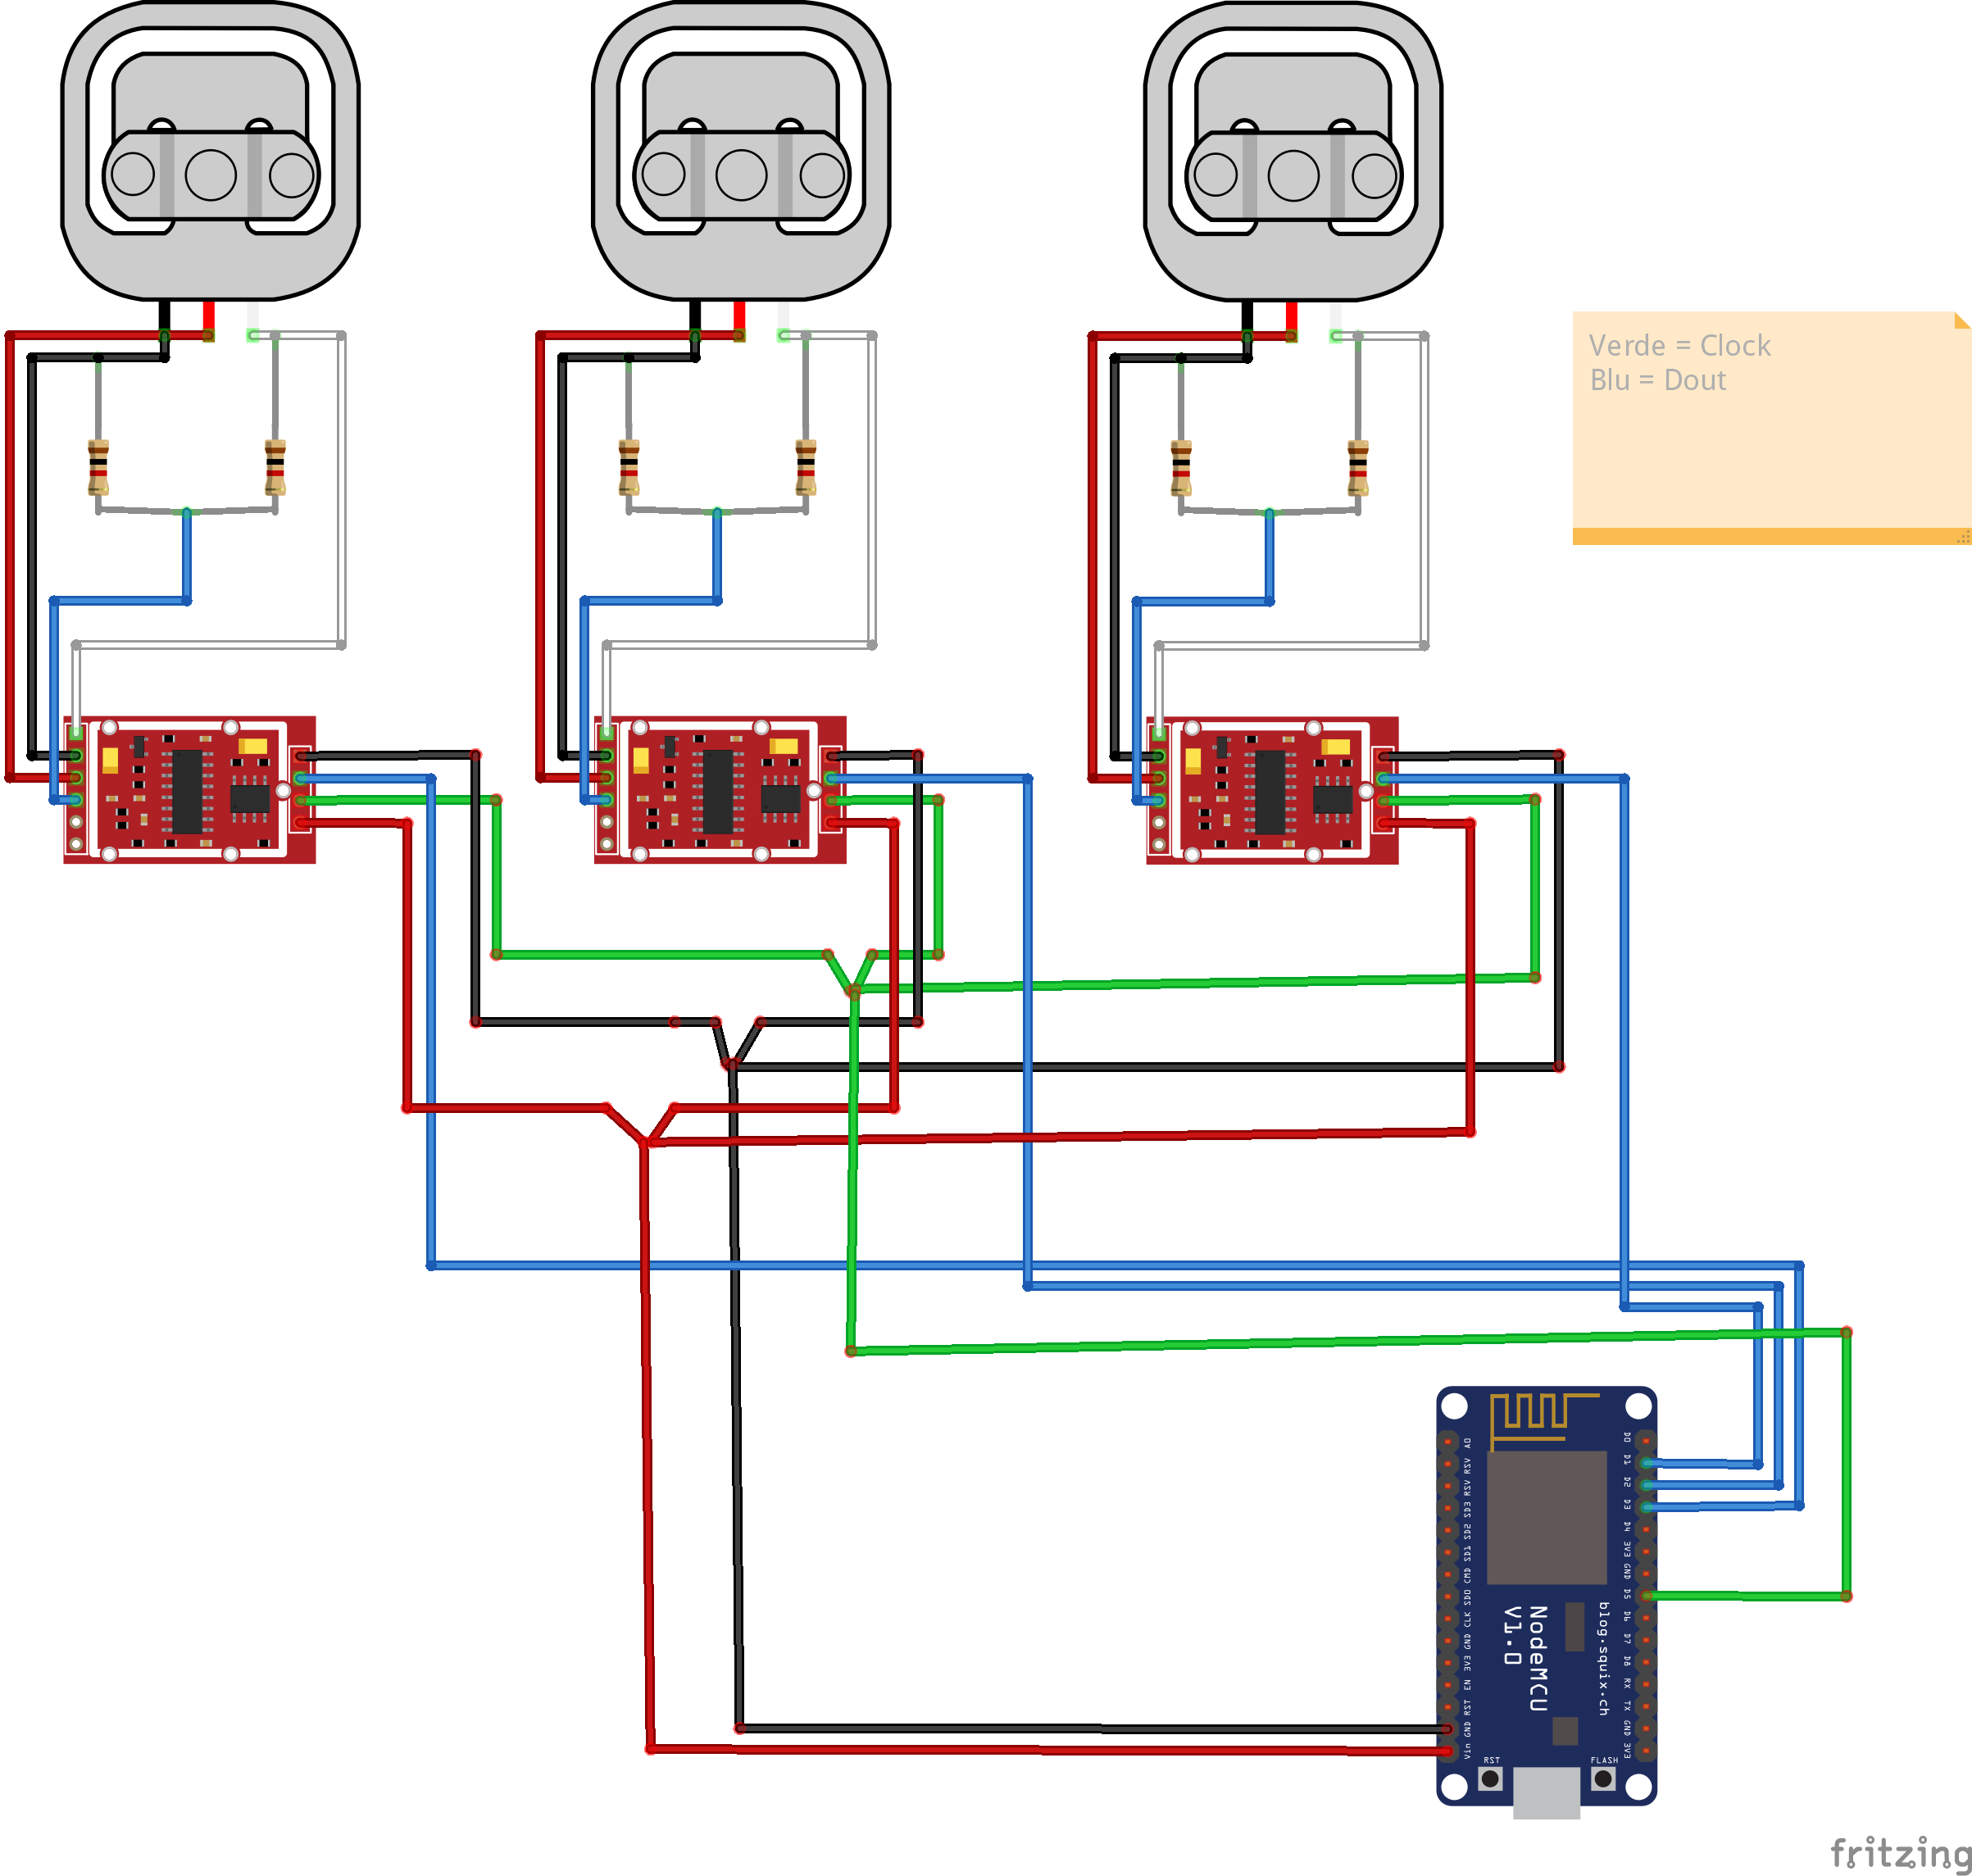 Verde = Clock
Blu = Dout
A0
RSV
RSV
SD3
SD2
SD1
CMD
SD0
CLK
GND
3V3
EN
RST
GND
Vin
D0
D1
D2
D3
D4
3V3
GND
D5
D6
D7
D8
RX
TX
GND
3V3
blog.squix.ch
NodeMCU
V1.0
RST
FLASH
fritzing